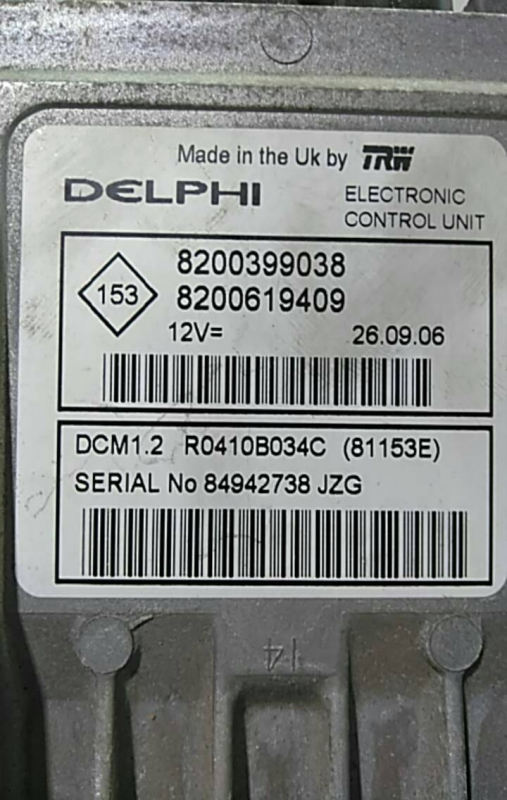 Made in the Uk by TRW
DELPHI
ELECTRONIC
CONTROL UNIT
153
8200399038
8200619409
12V=
26.09.06
DCM1.2 R0410B034C (81153E)
SERIAL No 84942738 JZG
14